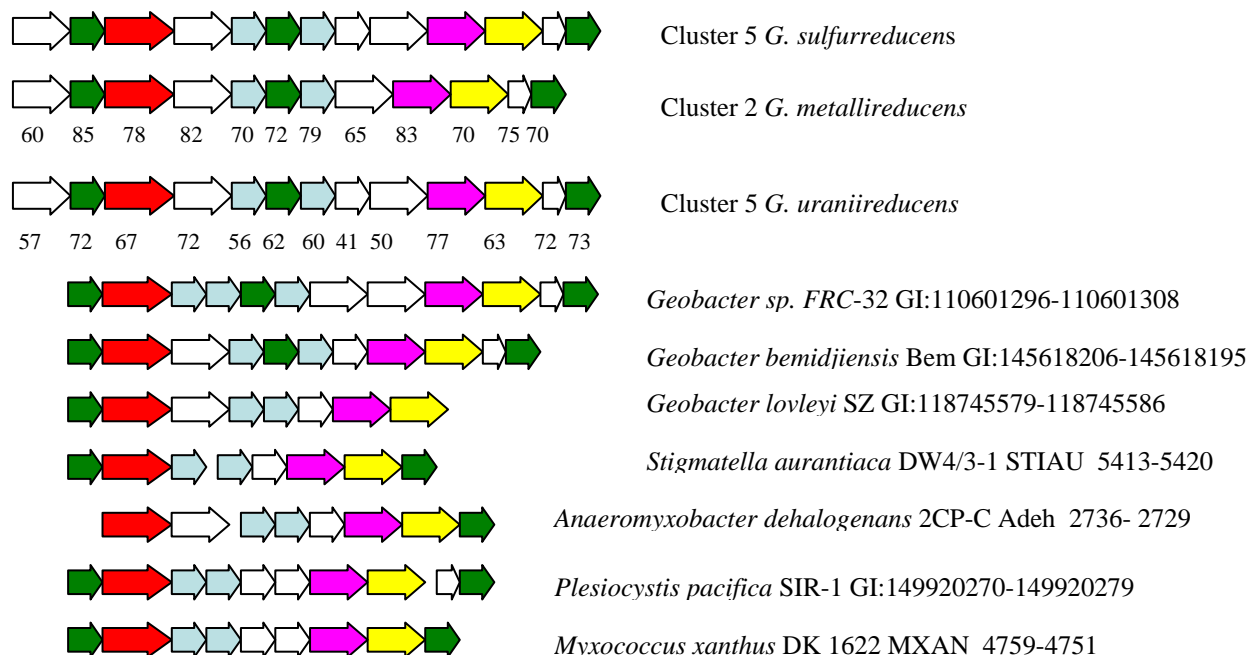 Cluster 5 G. sulfurreducens
Cluster 2 G. metallireducens
60 85 78 82 70 72 79 65 83 70 75 70
Cluster 5 G. uraniireducens
57 72 67 72 56 62 60 41 50 77 63 72 73
Geobacter sp. FRC-32 GI:110601296-110601308
Geobacter bemidjiensis Bem GI:145618206-145618195
Geobacter lovleyi SZ GI:118745579-118745586
Stigmatella aurantiaca DW4/3-1 STIAU 5413-5420
Anaeromyxobacter dehalogenans 2CP-C Adeh 2736- 2729
Plesiocystis pacifica SIR-1 GI:149920270-149920279
Myxococcus xanthus DK 1622 MXAN 4759-4751